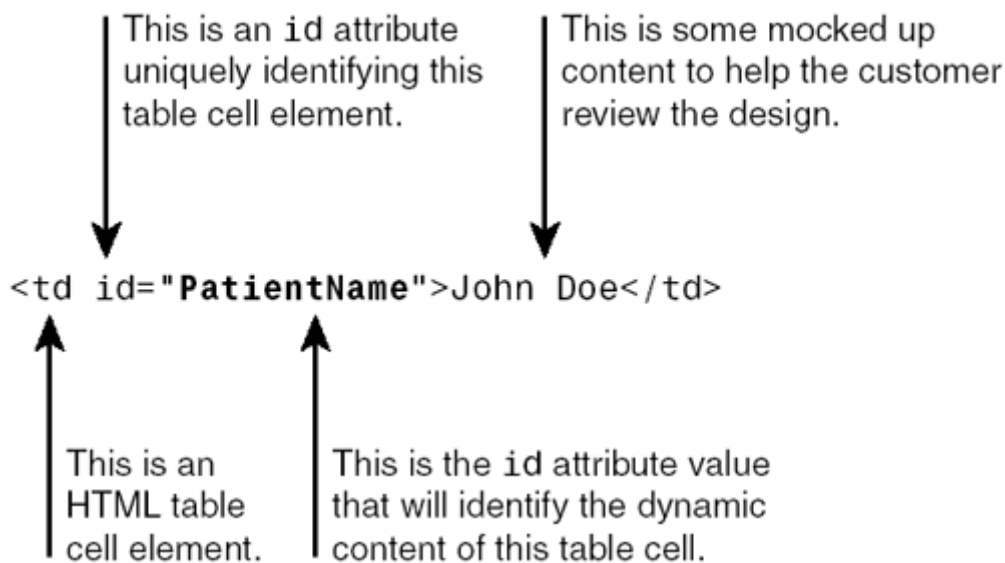 This is an id attribute
uniquely identifying this
table cell element.
This is some mocked up
content to help the customer
review the design.
<td id="PatientName">John Doe</td>
This is an
HTML table
cell element.
This is the id attribute value
that will identify the dynamic
content of this table cell.